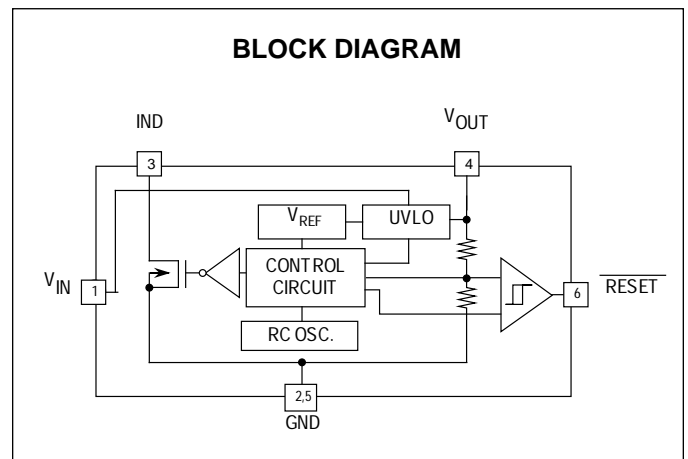 BLOCK DIAGRAM
IND
VOUT
3
4
VREF
UVLO
VIN
1
CONTROL
CIRCUIT
6
RESET
RC OSC.
2,5
GND